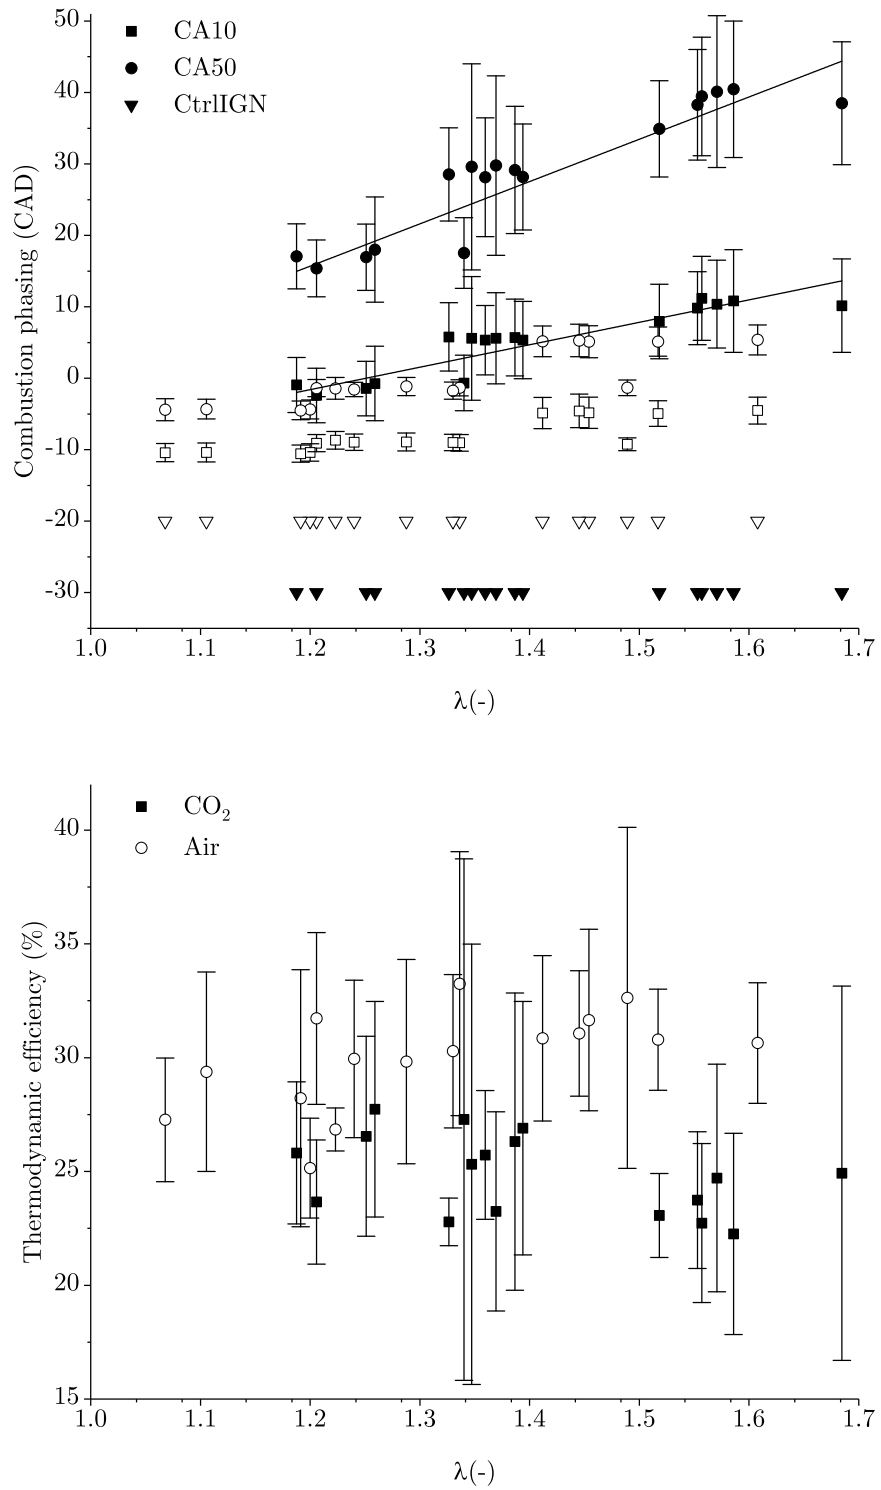 50
CA10
CA50
CtrlIGN
40
30
20
10
0
-10
-20
-30
Combustion phasing (CAD)
1.0 1.1 1.2 1.3 1.4 1.5 1.6 1.7
λ(-)
CO₂
Air
40
35
30
25
20
15
Thermodynamic efficiency (%)
1.0 1.1 1.2 1.3 1.4 1.5 1.6 1.7
λ(-)